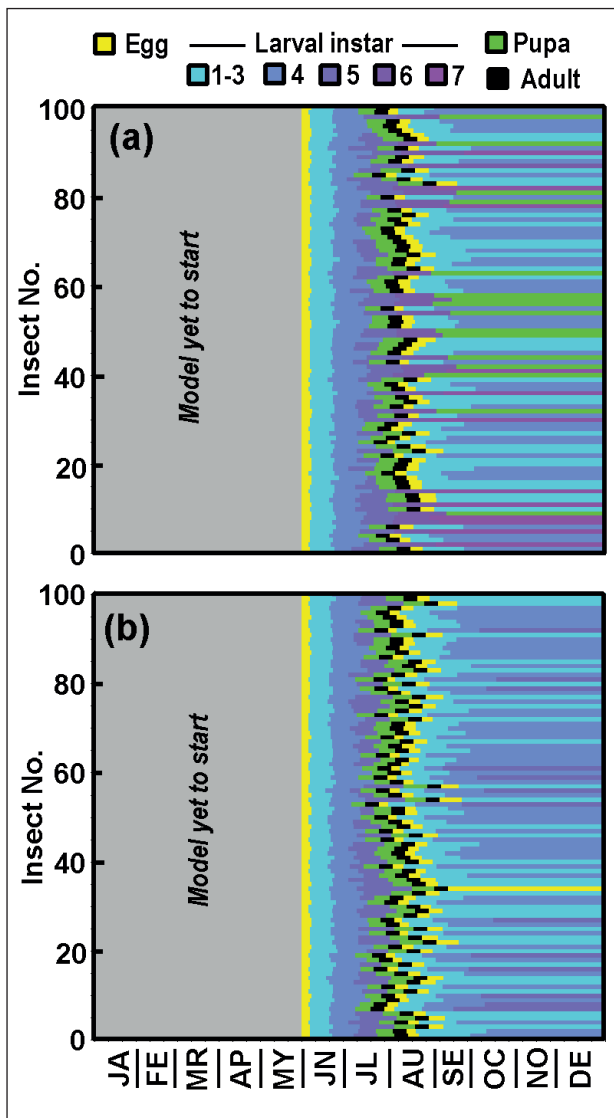 Egg — Larval instar — Pupa
1-3 4 5 6 7 Adult
(a)
100
80
60
40
20
0
Insect No.
Model yet to start
(b)
100
80
60
40
20
0
Insect No.
Model yet to start
JA | FE | MR | AP | MY | JN | JL | AU | SE | OC | NO | DE